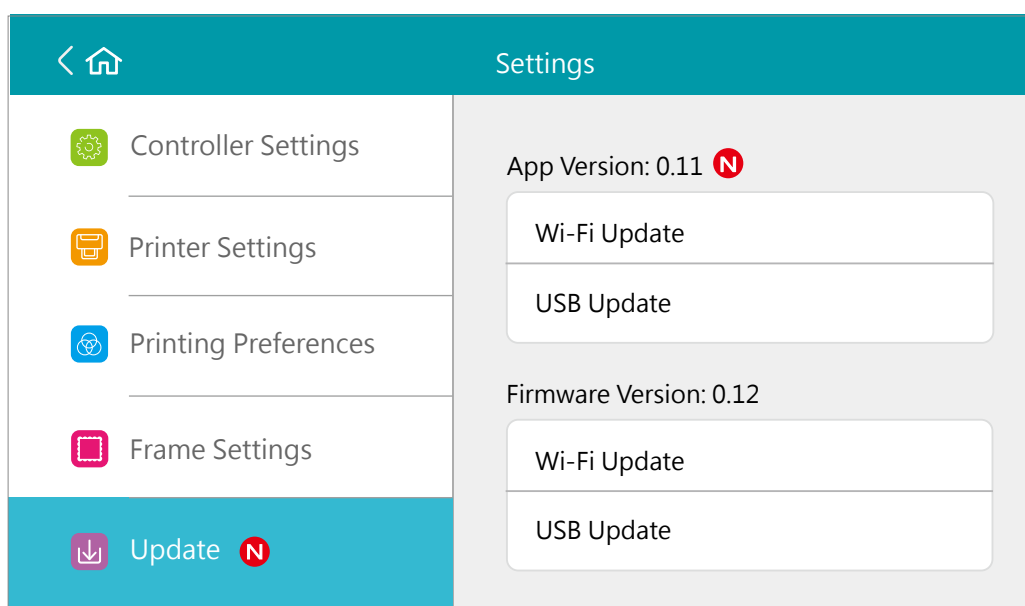 Settings
Controller Settings
Printer Settings
Printing Preferences
Frame Settings
Update N
App Version: 0.11 N
Wi-Fi Update
USB Update
Firmware Version: 0.12
Wi-Fi Update
USB Update